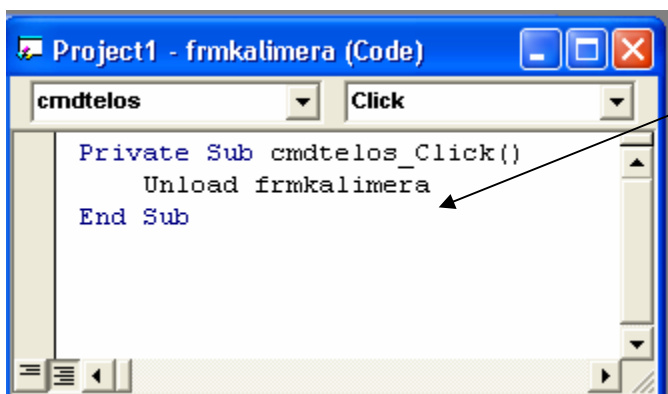 Project1 - frmkalimera (Code)
cmdtelos Click
Private Sub cmdtelos_Click()
Unload frmkalimera
End Sub